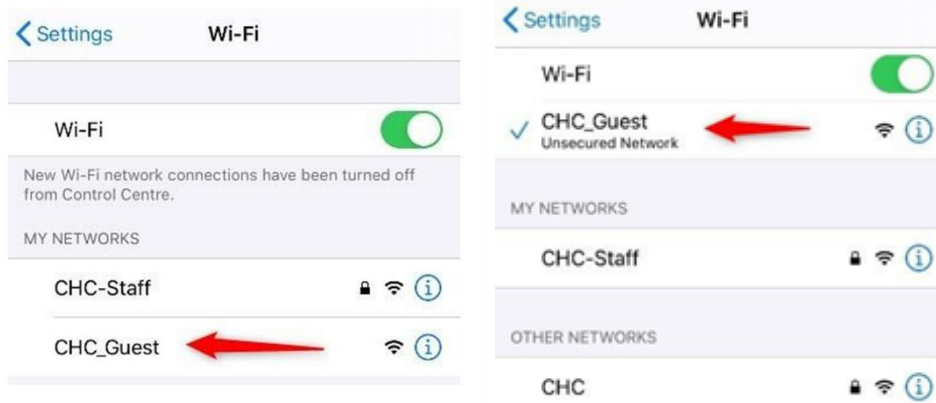 Settings
Wi-Fi
Wi-Fi
New Wi-Fi network connections have been turned off
from Control Centre.
MY NETWORKS
CHC-Staff
CHC_Guest
Settings
Wi-Fi
Wi-Fi
CHC_Guest
Unsecured Network
MY NETWORKS
CHC-Staff
OTHER NETWORKS
CHC